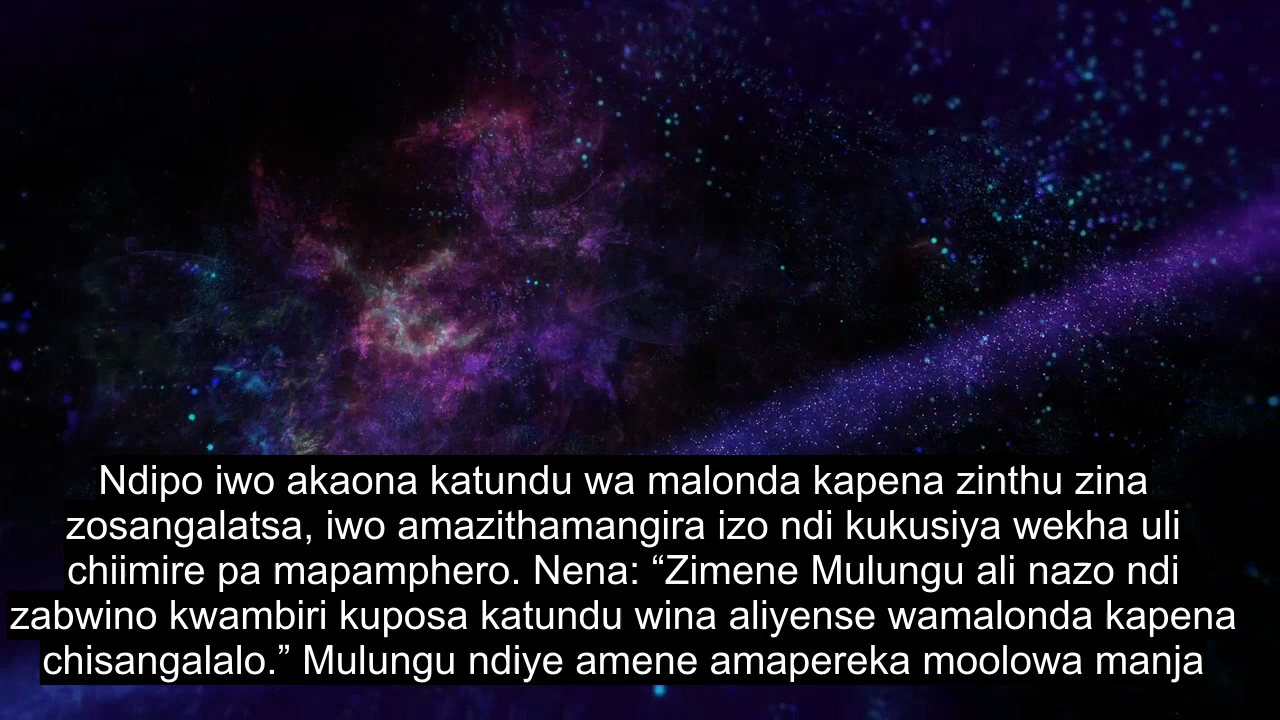 Ndipo iwo akaona katundu wa malonda kapena zinthu zina
zosangalatsa, iwo amazithamangira izo ndi kukusiya wekha uli
chiimire pa mapamphero. Nena: “Zimene Mulungu ali nazo ndi
zabwino kwambiri kuposa katundu wina aliyense wamalonda kapena
chisangalalo.” Mulungu ndiye amene amapereka moolowa manja